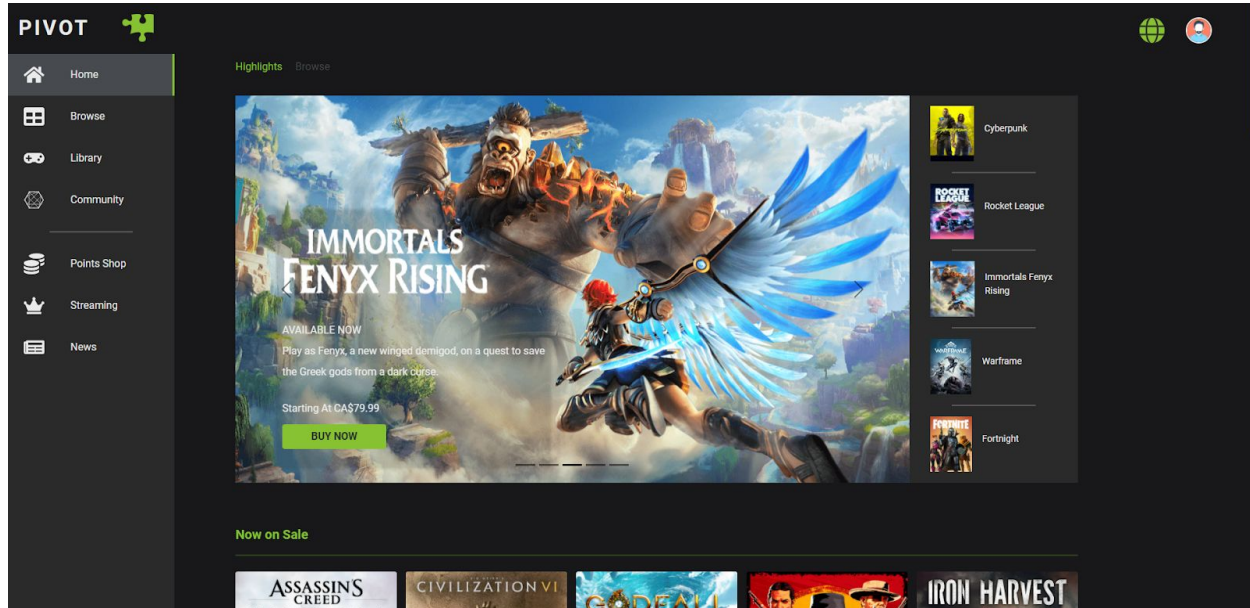 PIVOT
Home
Browse
Library
Community
Points Shop
Streaming
News
Highlights Browse
IMMORTALS
FENYX RISING
AVAILABLE NOW
Play as Fenyx, a new winged demigod, on a quest to save
the Greek gods from a dark curse.
Starting At CA$79.99
BUY NOW
Cyberpunk
ROCKET
LEAGUE
Rocket League
Immortals Fenyx
Rising
WARFRAME
Warframe
FORTNITE
Fortnight
Now on Sale
ASSASSIN'S
CREED
CIVILIZATION VI
GODFALL
IRON HARVEST